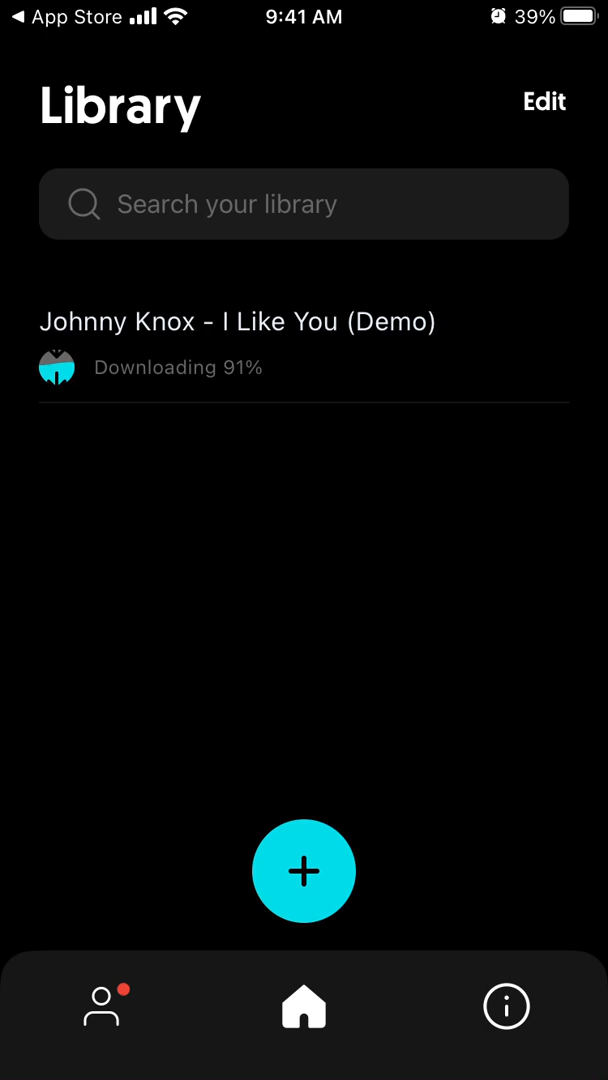 App Store
9:41 AM
39%
Library
Edit
Search your library
Johnny Knox - I Like You (Demo)
Downloading 91%